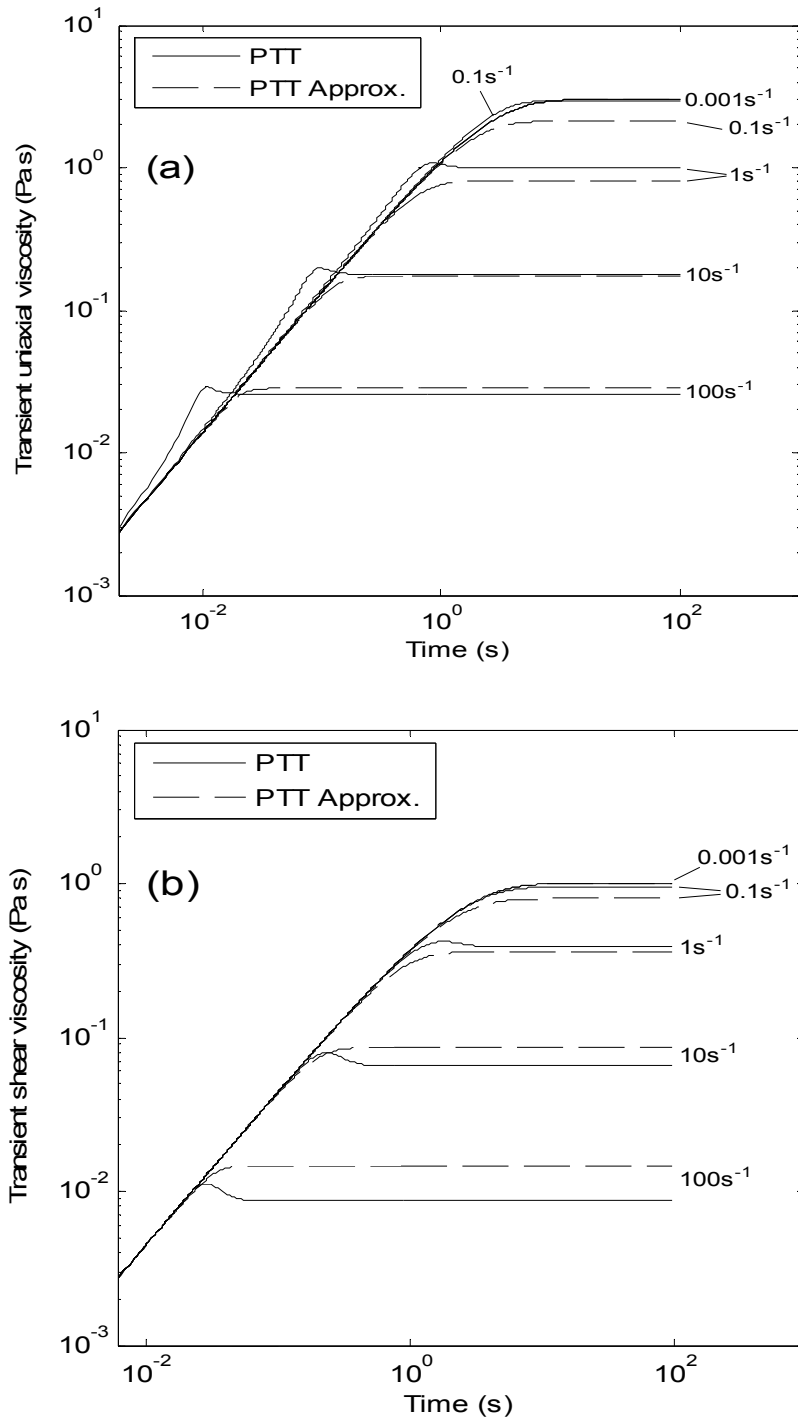 PTT
PTT Approx.
(a)
Transient uniaxial viscosity (Pa s)
10^1
10^0
10^-1
10^-2
10^-3
0.1s^-1
0.001s^-1
0.1s^-1
1s^-1
10s^-1
100s^-1
10^-2
10^0
10^2
Time (s)
PTT
PTT Approx.
(b)
Transient shear viscosity (Pa s)
10^1
10^0
10^-1
10^-2
10^-3
0.001s^-1
0.1s^-1
1s^-1
10s^-1
100s^-1
10^-2
10^0
10^2
Time (s)